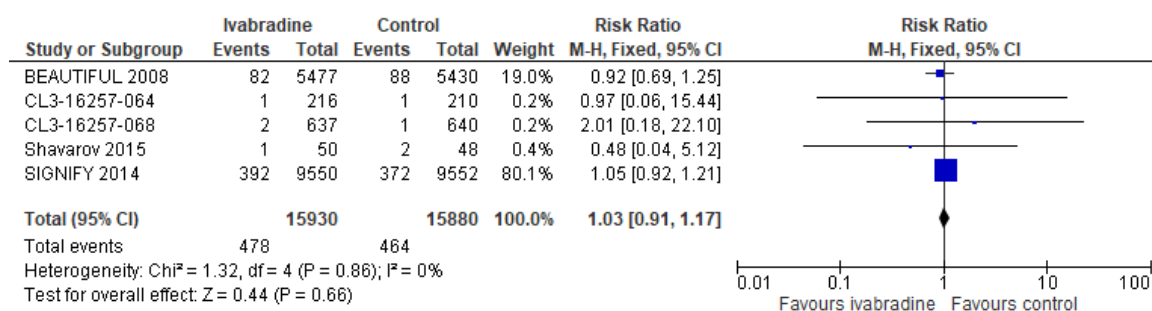 Ivabradine Control Risk Ratio Risk Ratio
Study or Subgroup Events Total Events Total Weight M-H, Fixed, 95% CI M-H, Fixed, 95% CI
BEAUTIFUL 2008 82 5477 88 5430 19.0% 0.92 [0.69, 1.25]
CL3-16257-064 1 216 1 210 0.2% 0.97 [0.06, 15.44]
CL3-16257-068 2 637 1 640 0.2% 2.01 [0.18, 22.10]
Shavarov 2015 1 50 2 48 0.4% 0.48 [0.04, 5.12]
SIGNIFY 2014 392 9550 372 9552 80.1% 1.05 [0.92, 1.21]
Total (95% CI) 15930 15880 100.0% 1.03 [0.91, 1.17]
Total events 478 464
Heterogeneity: Chi² = 1.32, df = 4 (P = 0.86); I² = 0%
Test for overall effect: Z = 0.44 (P = 0.66)
0.01 0.1 1 10 100
Favours ivabradine Favours control